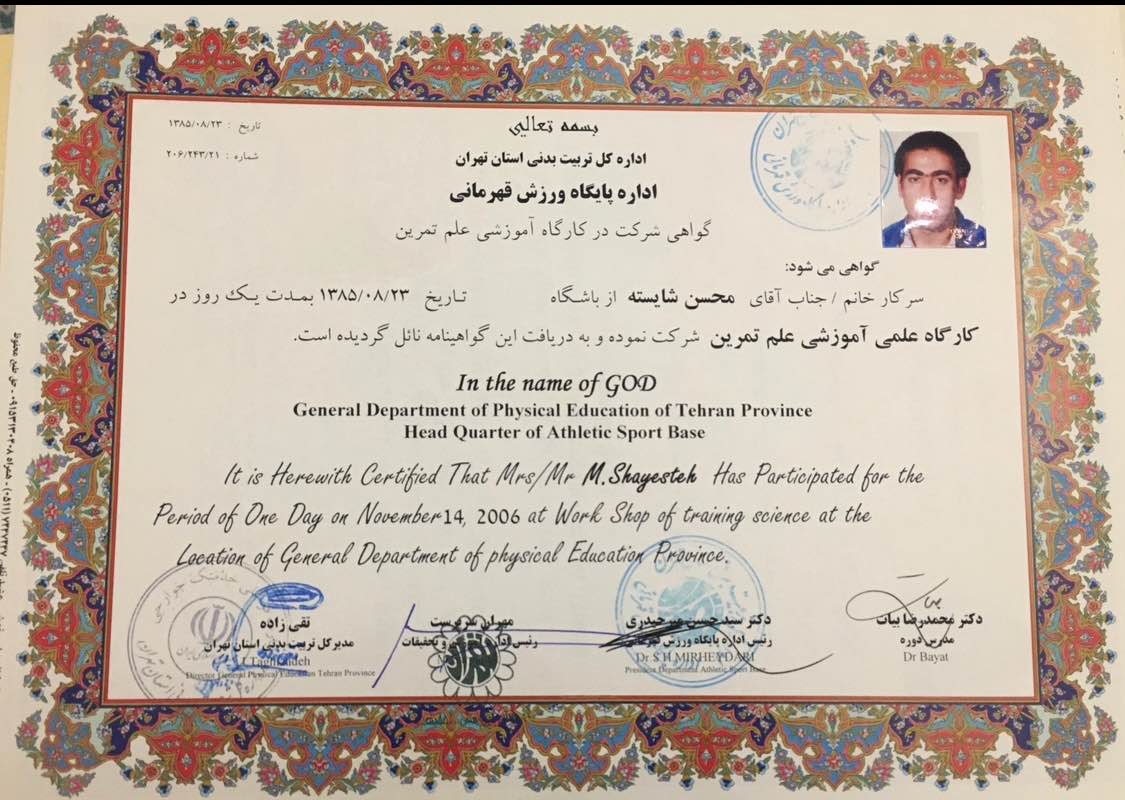 بسمه تعالی
تاریخ : ۱۳۸۵/۰۸/۲۳
شماره : ۲۰۶/۲۴۳/۲۱
اداره کل تربیت بدنی استان تهران
اداره پایگاه ورزش قهرمانی
گواهی شرکت در کارگاه آموزشی علم تمرین
گواهی می شود:
سرکار خانم / جناب آقای محسن شایسته از باشگاه تاریخ ۱۳۸۵/۰۸/۲۳ بمدت یک روز در
کارگاه علمی آموزشی علم تمرین شرکت نموده و به دریافت این گواهینامه نائل گردیده است.
In the name of GOD
General Department of Physical Education of Tehran Province
Head Quarter of Athletic Sport Base
It is Herewith Certified That Mrs/Mr M.Shayesteh Has Participated for the
Period of One Day on November14, 2006 at Work Shop of training science at the
Location of General Department of physical Education Province.
دکتر محمدرضا بیات
مدرس دوره
Dr Bayat
دکتر سید حسین میرحیدری
رئیس اداره پایگاه ورزش قهرمانی
Dr S.H MIRHEYDARI
President Department Athletic Sport Base
مهران سرپرست
رئیس اداره و تحقیقات
تقی زاده
مدیرکل تربیت بدنی استان تهران
Director General Physical Education Tehran Province